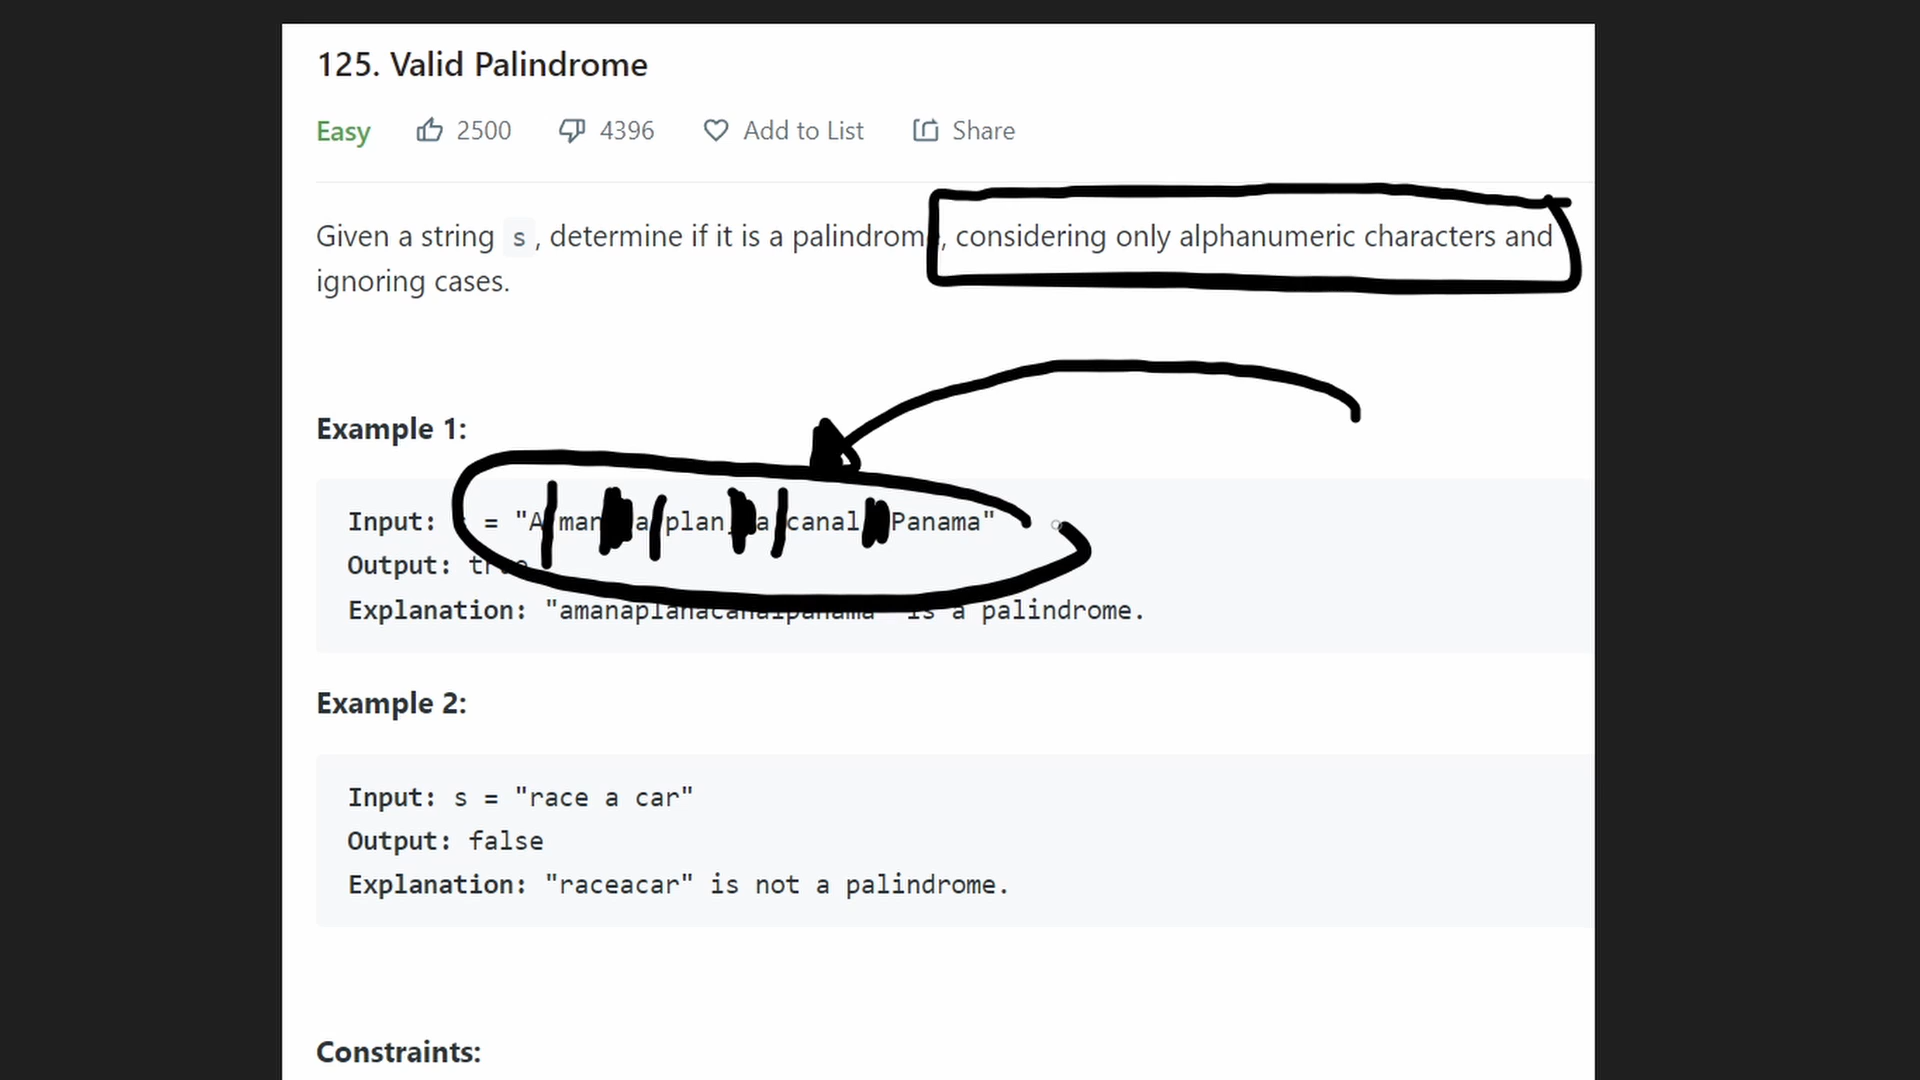 125. Valid Palindrome
Easy 2500 4396 Add to List Share
Given a string s , determine if it is a palindrome, considering only alphanumeric characters and
ignoring cases.
Example 1:
Input: = "A man a plan, a canal Panama"
Output: true
Explanation: "amanaplanacanalpanama" is a palindrome.
Example 2:
Input: s = "race a car"
Output: false
Explanation: "raceacar" is not a palindrome.
Constraints: